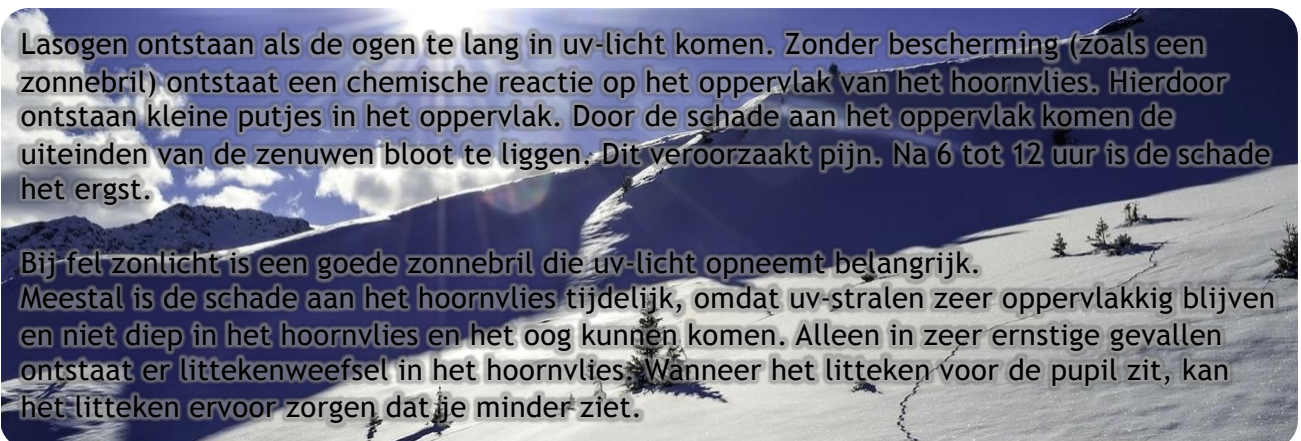 Lasogen ontstaan als de ogen te lang in uv-licht komen. Zonder bescherming (zoals een
zonnebril) ontstaat een chemische reactie op het oppervlak van het hoornvlies. Hierdoor
ontstaan kleine putjes in het oppervlak. Door de schade aan het oppervlak komen de
uiteinden van de zenuwen bloot te liggen. Dit veroorzaakt pijn. Na 6 tot 12 uur is de schade
het ergst.
Bij fel zonlicht is een goede zonnebril die uv-licht opneemt belangrijk.
Meestal is de schade aan het hoornvlies tijdelijk, omdat uv-stralen zeer oppervlakkig blijven
en niet diep in het hoornvlies en het oog kunnen komen. Alleen in zeer ernstige gevallen
ontstaat er littekenweefsel in het hoornvlies. Wanneer het litteken voor de pupil zit, kan
het litteken ervoor zorgen dat je minder ziet.